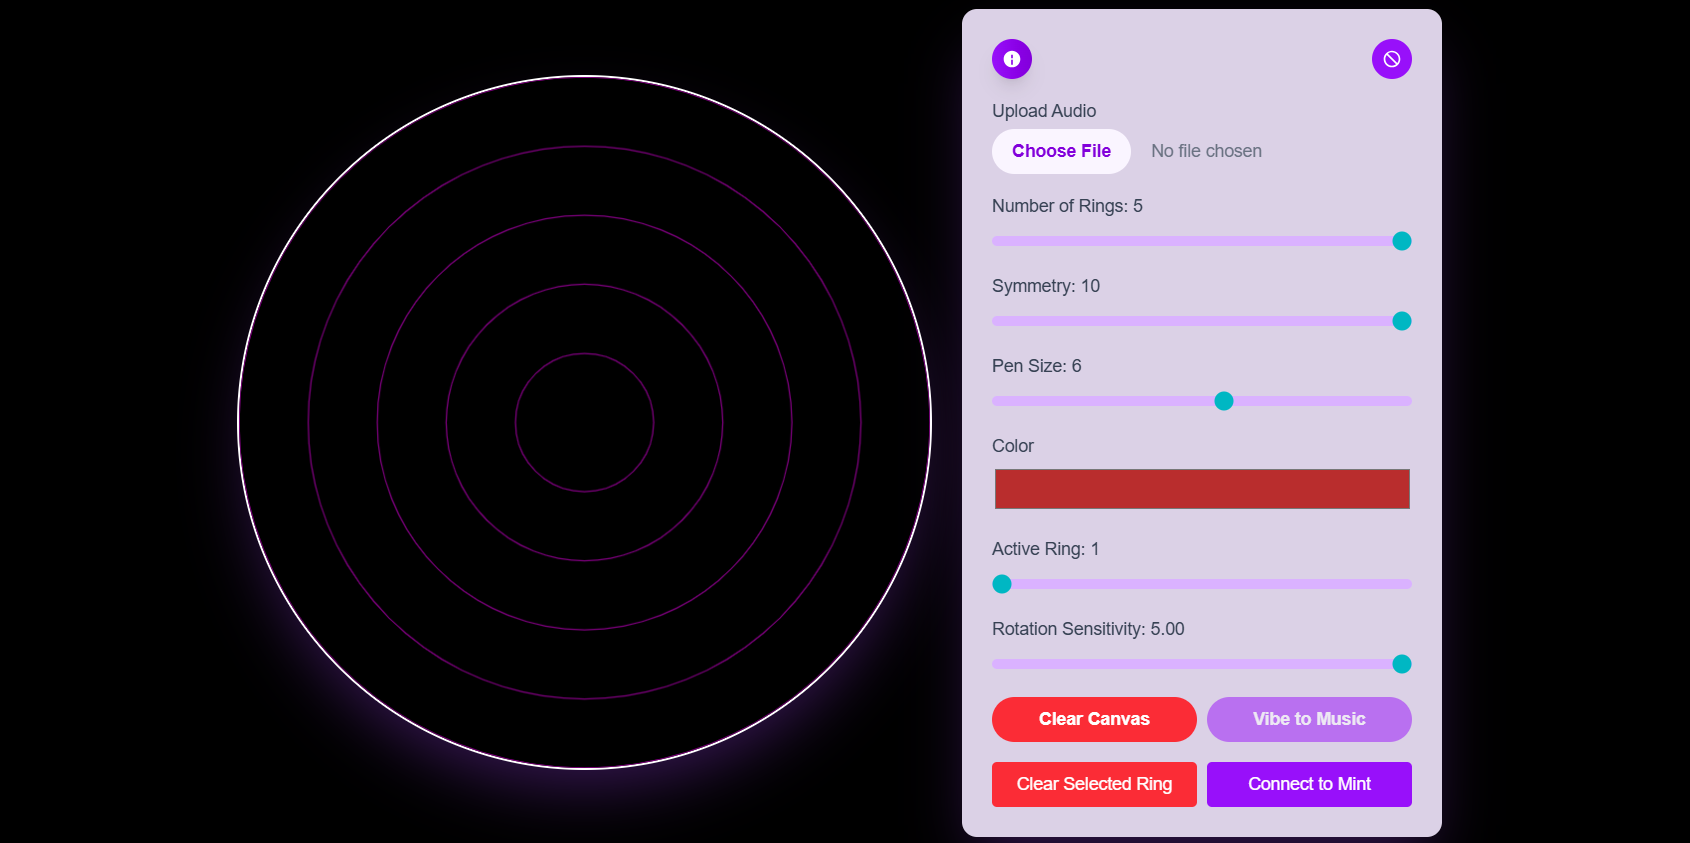 Upload Audio
Choose File No file chosen
Number of Rings: 5
Symmetry: 10
Pen Size: 6
Color
Active Ring: 1
Rotation Sensitivity: 5.00
Clear Canvas Vibe to Music
Clear Selected Ring Connect to Mint